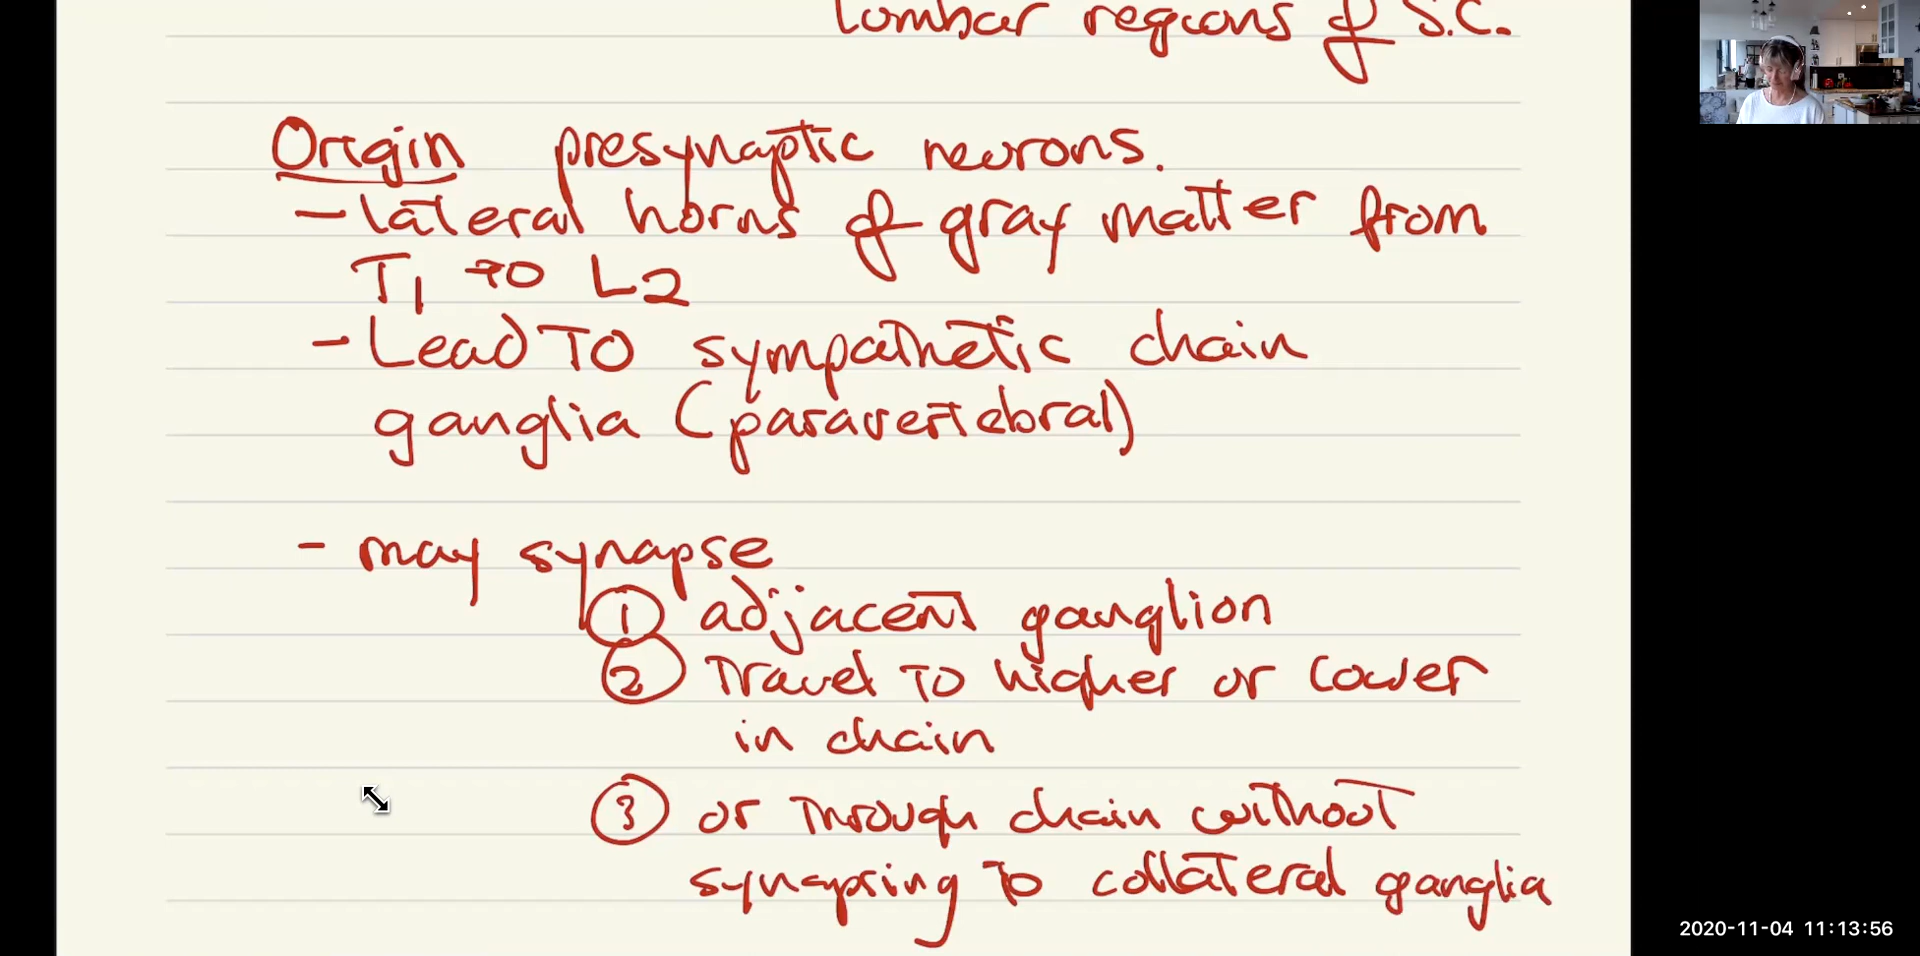 lumbar regions of S.C.
Origin presynaptic neurons.
- lateral horns of gray matter from
T1 to L2
- Lead to sympathetic chain
ganglia (paravertebral)
- may synapse
① adjacent ganglion
② Travel to higher or lower
in chain
③ or through chain without
synapsing to collateral ganglia
2020-11-04 11:13:56